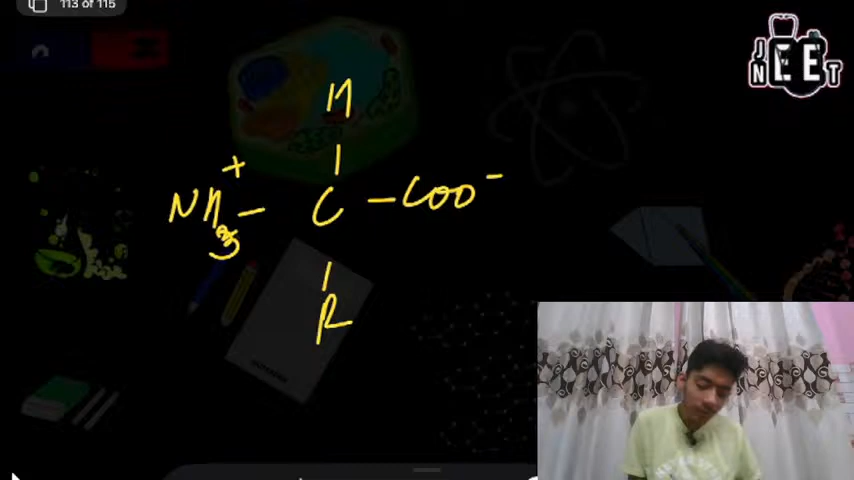 113 of 115
J
NEET
H
|
NH₃⁺ — C — COO⁻
|
R